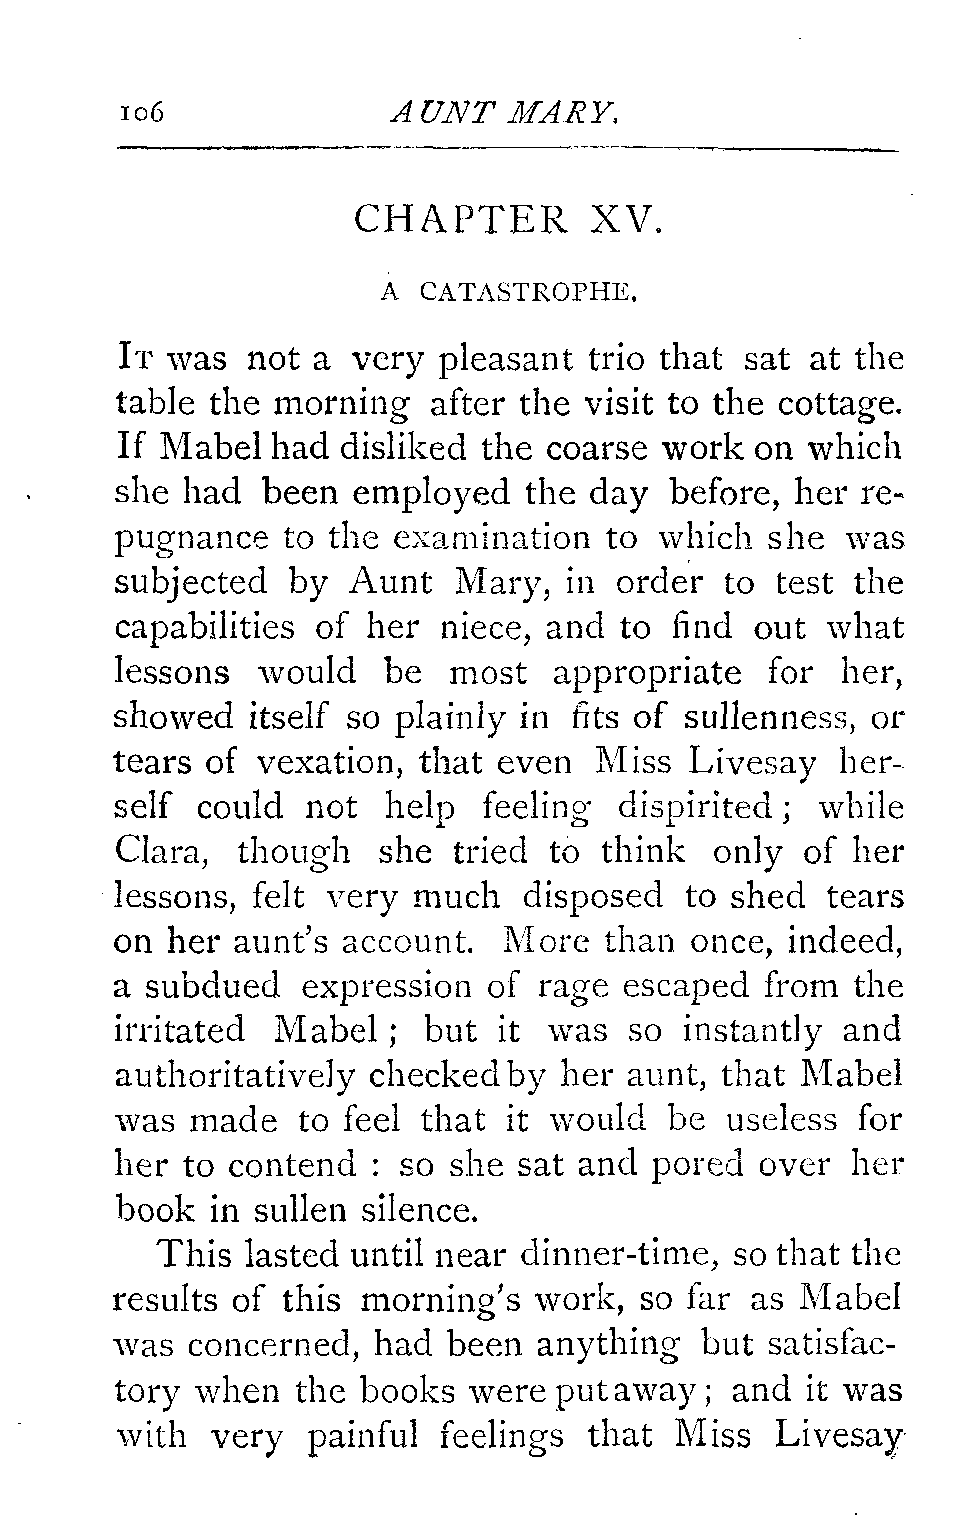 106 AUNT MARY.
CHAPTER XV.
A CATASTROPHE.
IT was not a very pleasant trio that sat at the
table the morning after the visit to the cottage.
If Mabel had disliked the coarse work on which
she had been employed the day before, her re-
pugnance to the examination to which she was
subjected by Aunt Mary, in order to test the
capabilities of her niece, and to find out what
lessons would be most appropriate for her,
showed itself so plainly in fits of sullenness, or
tears of vexation, that even Miss Livesay her-
self could not help feeling dispirited ; while
Clara, though she tried to think only of her
lessons, felt very much disposed to shed tears
on her aunt's account. More than once, indeed,
a subdued expression of rage escaped from the
irritated Mabel ; but it was so instantly and
authoritatively checked by her aunt, that Mabel
was made to feel that it would be useless for
her to contend : so she sat and pored over her
book in sullen silence.
This lasted until near dinner-time, so that the
results of this morning's work, so far as Mabel
was concerned, had been anything but satisfac-
tory when the books were put away ; and it was
with very painful feelings that Miss Livesay